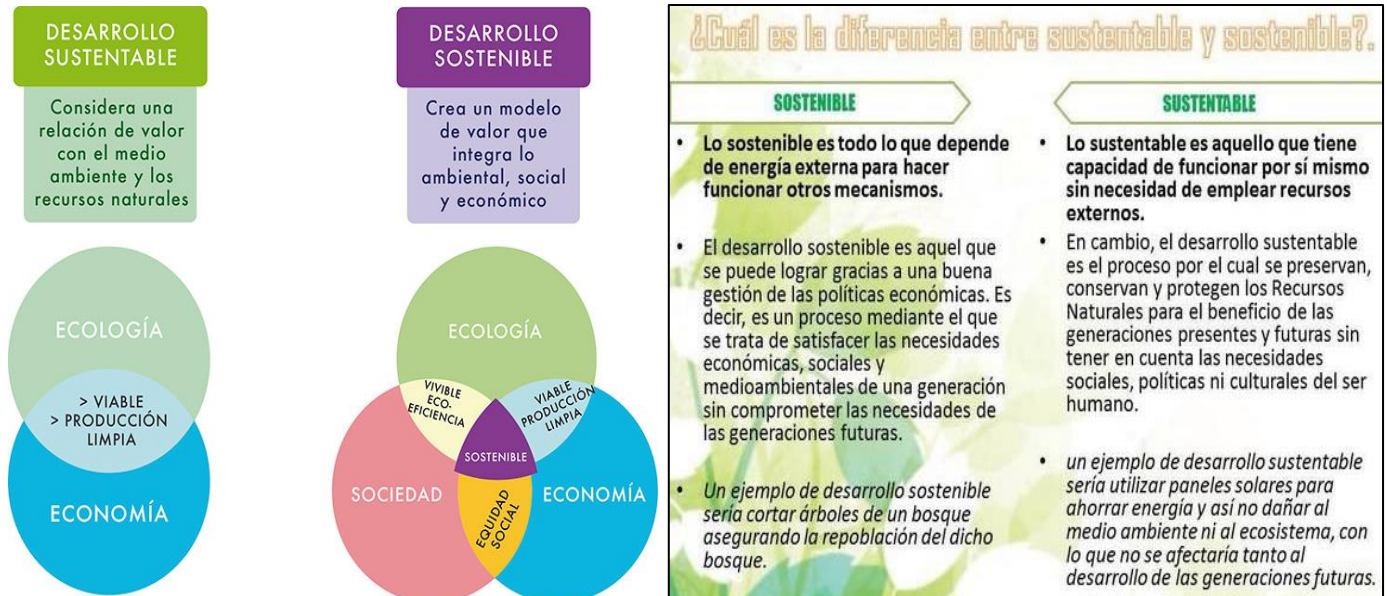 DESARROLLO
SUSTENTABLE
Considera una
relación de valor
con el medio
ambiente y los
recursos naturales
ECOLOGÍA
> VIABLE
> PRODUCCIÓN
LIMPIA
ECONOMÍA
DESARROLLO
SOSTENIBLE
Crea un modelo
de valor que
integra lo
ambiental, social
y económico
ECOLOGÍA
VIVIBLE
ECO-
EFICIENCIA
VIABLE
PRODUCCIÓN
LIMPIA
SOSTENIBLE
SOCIEDAD
ECONOMÍA
EQUIDAD
SOCIAL
¿Cuál es la diferencia entre sustentable y sostenible?.
SOSTENIBLE
• Lo sostenible es todo lo que depende
de energía externa para hacer
funcionar otros mecanismos.
• El desarrollo sostenible es aquel que
se puede lograr gracias a una buena
gestión de las políticas económicas. Es
decir, es un proceso mediante el que
se trata de satisfacer las necesidades
económicas, sociales y
medioambientales de una generación
sin comprometer las necesidades de
las generaciones futuras.
• Un ejemplo de desarrollo sostenible
sería cortar árboles de un bosque
asegurando la repoblación del dicho
bosque.
SUSTENTABLE
• Lo sustentable es aquello que tiene
capacidad de funcionar por sí mismo
sin necesidad de emplear recursos
externos.
• En cambio, el desarrollo sustentable
es el proceso por el cual se preservan,
conservan y protegen los Recursos
Naturales para el beneficio de las
generaciones presentes y futuras sin
tener en cuenta las necesidades
sociales, políticas ni culturales del ser
humano.
• un ejemplo de desarrollo sustentable
sería utilizar paneles solares para
ahorrar energía y así no dañar al
medio ambiente ni al ecosistema, con
lo que no se afectaría tanto al
desarrollo de las generaciones futuras.